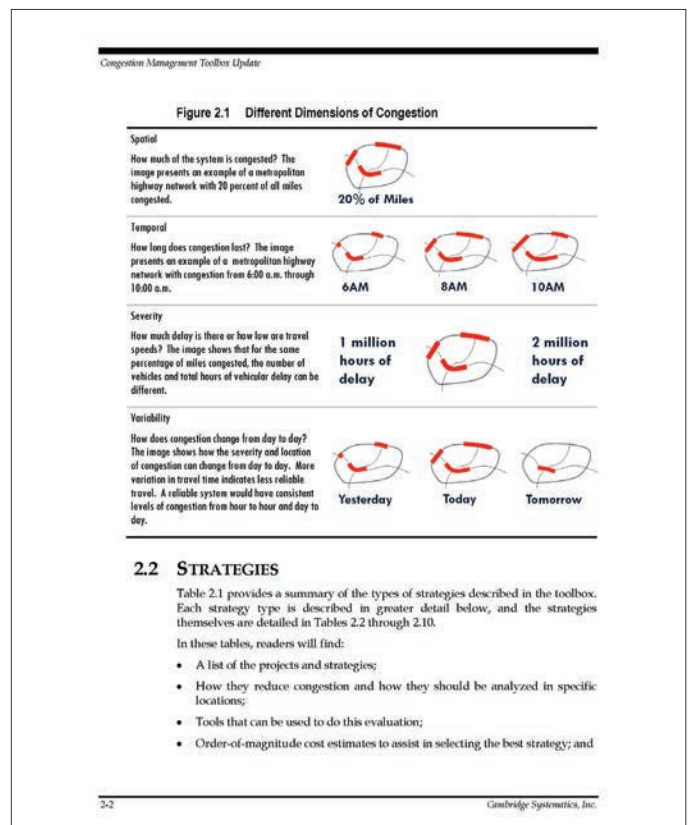 Congestion Management Toolbox Update
Figure 2.1 Different Dimensions of Congestion
Spatial
How much of the system is congested? The
image presents an example of a metropolitan
highway network with 20 percent of all miles
congested.
20% of Miles
Temporal
How long does congestion last? The image
presents an example of a metropolitan highway
network with congestion from 6:00 a.m. through
10:00 a.m.
6AM
8AM
10AM
Severity
How much delay is there or how low are travel
speeds? The image shows that for the same
percentage of miles congested, the number of
vehicles and total hours of vehicular delay can be
different.
1 million
hours of
delay
2 million
hours of
delay
Variability
How does congestion change from day to day?
The image shows how the severity and location
of congestion can change from day to day. More
variation in travel time indicates less reliable
travel. A reliable system would have consistent
levels of congestion from hour to hour and day to
day.
Yesterday
Today
Tomorrow
2.2 STRATEGIES
Table 2.1 provides a summary of the types of strategies described in the toolbox.
Each strategy type is described in greater detail below, and the strategies
themselves are detailed in Tables 2.2 through 2.10.
In these tables, readers will find:
• A list of the projects and strategies;
• How they reduce congestion and how they should be analyzed in specific
locations;
• Tools that can be used to do this evaluation;
• Order-of-magnitude cost estimates to assist in selecting the best strategy; and
2-2
Cambridge Systematics, Inc.